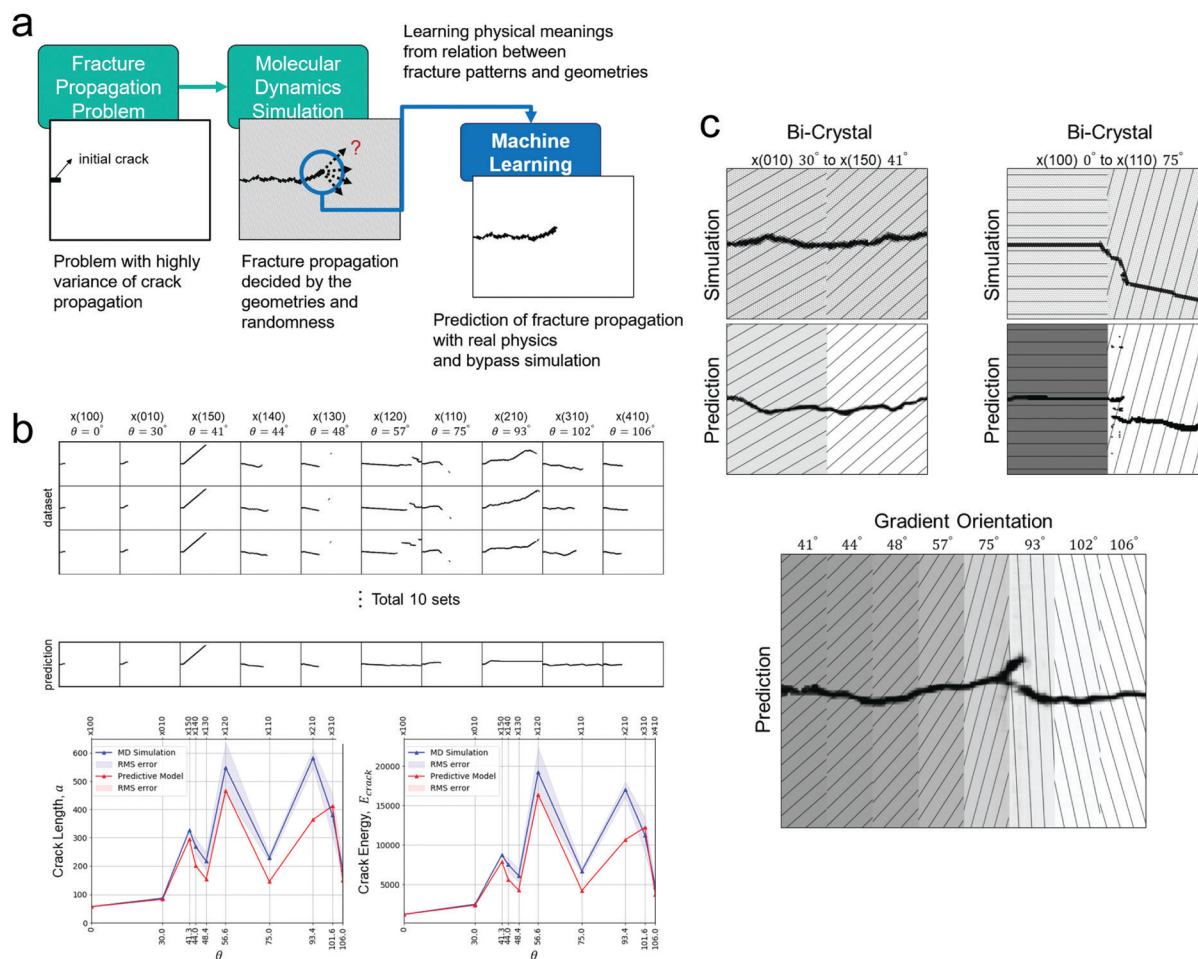 a
Fracture
Propagation
Problem
initial crack
Problem with highly
variance of crack
propagation
Molecular
Dynamics
Simulation
?
Fracture propagation
decided by the
geometries and
randomness
Learning physical meanings
from relation between
fracture patterns and geometries
Machine
Learning
Prediction of fracture propagation
with real physics
and bypass simulation
b
x(100) x(010) x(150) x(140) x(130) x(120) x(110) x(210) x(310) x(410)
θ = 0° θ = 30° θ = 41° θ = 44° θ = 48° θ = 57° θ = 75° θ = 93° θ = 102° θ = 106°
dataset
⋮ Total 10 sets
prediction
x100 x010 x150 x140 x130 x120 x110 x210 x310
MD Simulation
RMS error
Predictive Model
RMS error
Crack Length, a
600
500
400
300
200
100
0
0 30.0 41.3 44.0 48.4 56.6 75.0 93.4 101.6 106.0
θ
x100 x010 x150 x140 x130 x120 x110 x210 x310 x410
MD Simulation
RMS error
Predictive Model
RMS error
Crack Energy, E_crack
20000
15000
10000
5000
0 30.0 41.3 44.0 48.4 56.6 75.0 93.4 101.6 106.0
θ
c
Bi-Crystal
x(010) 30° to x(150) 41°
Simulation
Prediction
Bi-Crystal
x(100) 0° to x(110) 75°
Simulation
Prediction
Gradient Orientation
41° 44° 48° 57° 75° 93° 102° 106°
Prediction